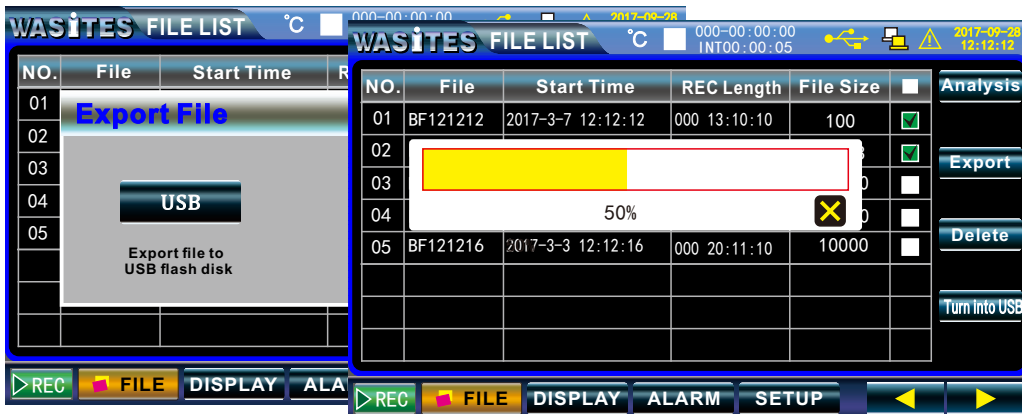 WASiTES FILE LIST ℃ 000-00:00:00 2017-09-28
NO. File Start Time R
01
02
03
04
05
Export File
USB
Export file to
USB flash disk
REC FILE DISPLAY ALA
WASiTES FILE LIST ℃ 000-00:00:00 2017-09-28
INT00:00:05 12:12:12
NO. File Start Time REC Length File Size
01 BF121212 2017-3-7 12:12:12 000 13:10:10 100
02
03 0
04 0
50%
05 BF121216 2017-3-3 12:12:16 000 20:11:10 10000
Analysis
Export
Delete
Turn into USB
REC FILE DISPLAY ALARM SETUP